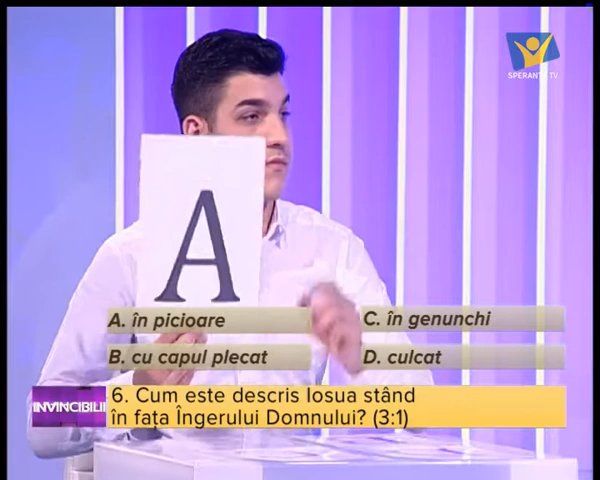 SPERANȚA TV
A
A. în picioare
C. în genunchi
B. cu capul plecat
D. culcat
INVINCIBILII
6. Cum este descris Iosua stând
în fața Îngerului Domnului? (3:1)